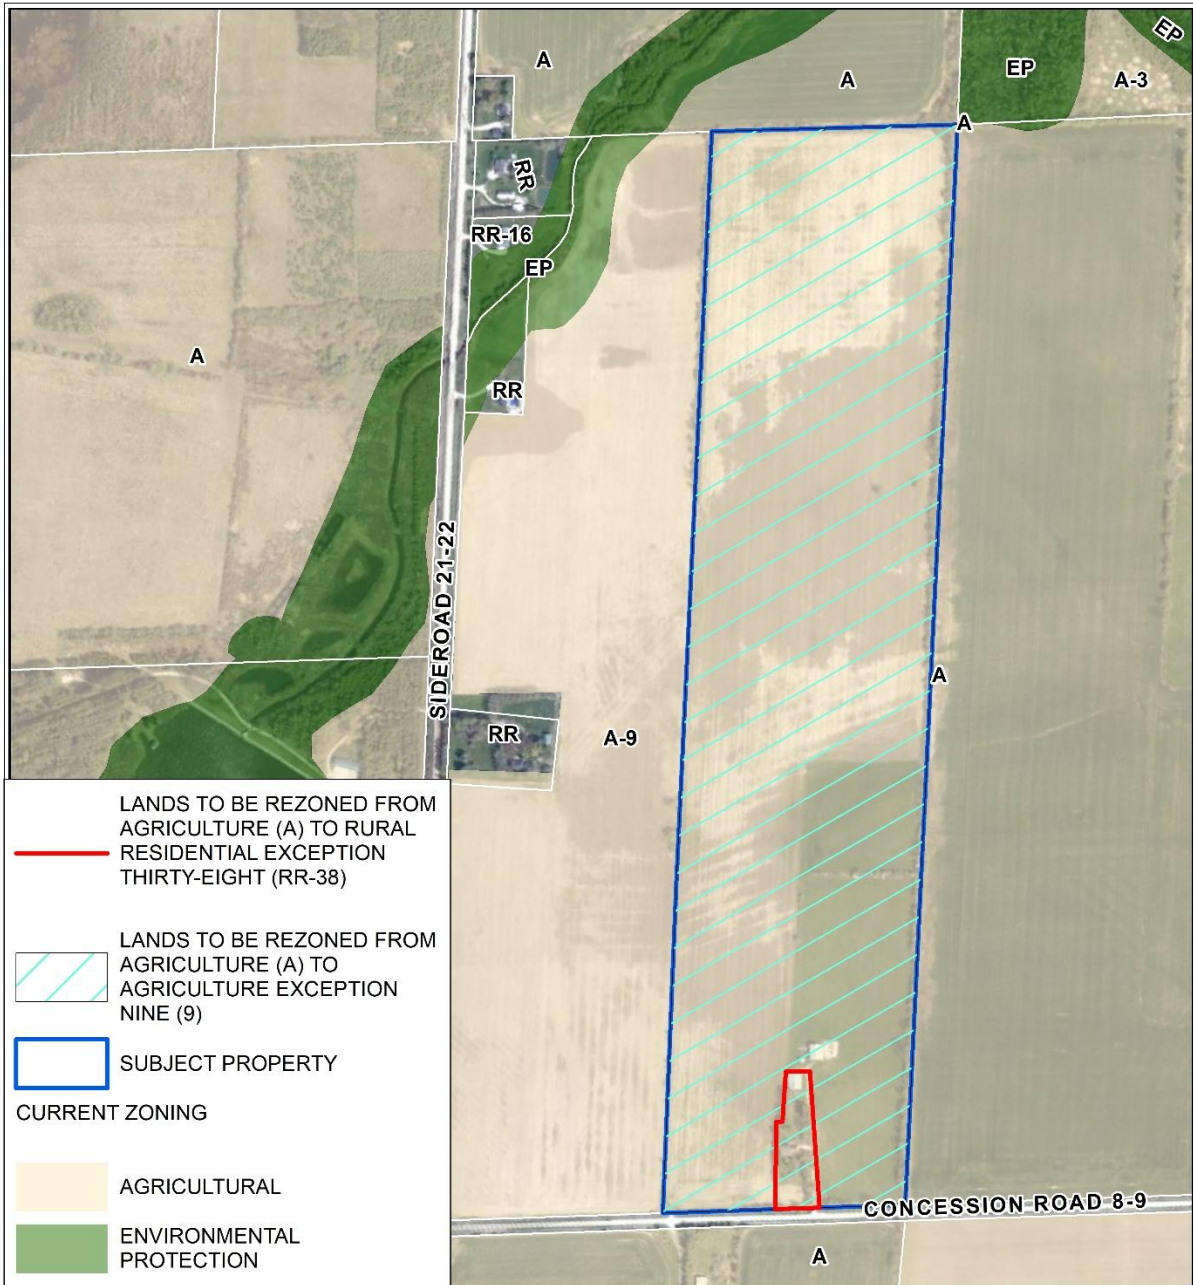 EP
A
A
EP
A-3
A
RR
RR-16
EP
A
RR
SIDEROAD 21-22
A
RR
A-9
LANDS TO BE REZONED FROM
AGRICULTURE (A) TO RURAL
RESIDENTIAL EXCEPTION
THIRTY-EIGHT (RR-38)
LANDS TO BE REZONED FROM
AGRICULTURE (A) TO
AGRICULTURE EXCEPTION
NINE (9)
SUBJECT PROPERTY
CURRENT ZONING
AGRICULTURAL
ENVIRONMENTAL
PROTECTION
CONCESSION ROAD 8-9
A